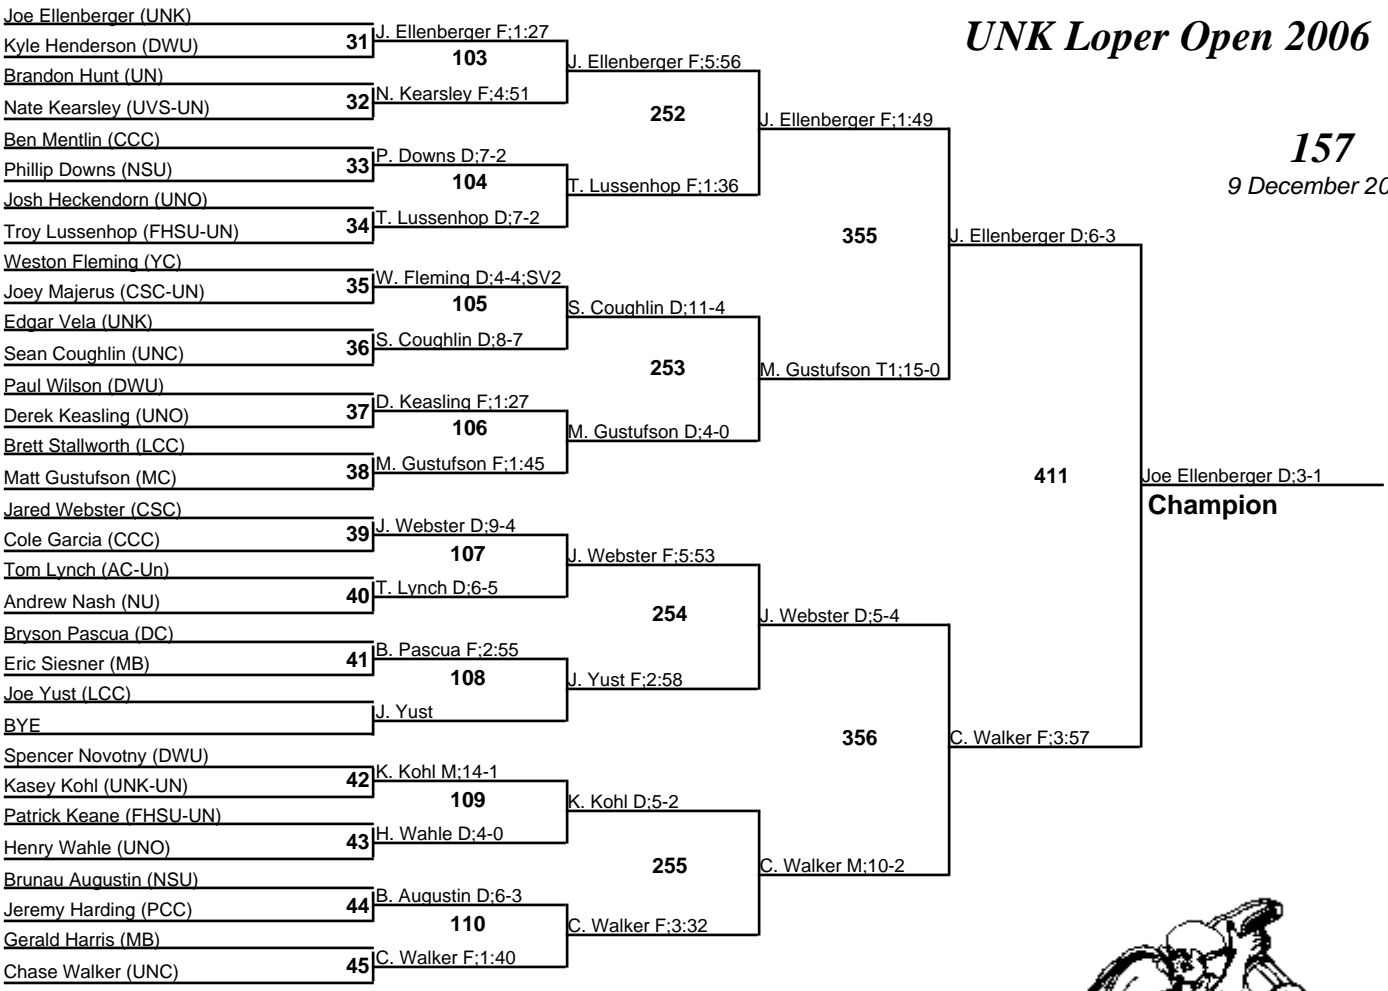 UNK Loper Open 2006
157
9 December 20
Joe Ellenberger (UNK)
Kyle Henderson (DWU)
Brandon Hunt (UN)
Nate Kearsley (UVS-UN)
Ben Mentlin (CCC)
Phillip Downs (NSU)
Josh Heckendorn (UNO)
Troy Lussenhop (FHSU-UN)
Weston Fleming (YC)
Joey Majerus (CSC-UN)
Edgar Vela (UNK)
Sean Coughlin (UNC)
Paul Wilson (DWU)
Derek Keasling (UNO)
Brett Stallworth (LCC)
Matt Gustufson (MC)
Jared Webster (CSC)
Cole Garcia (CCC)
Tom Lynch (AC-Un)
Andrew Nash (NU)
Bryson Pascua (DC)
Eric Siesner (MB)
Joe Yust (LCC)
BYE
Spencer Novotny (DWU)
Kasey Kohl (UNK-UN)
Patrick Keane (FHSU-UN)
Henry Wahle (UNO)
Brunau Augustin (NSU)
Jeremy Harding (PCC)
Gerald Harris (MB)
Chase Walker (UNC)
31
32
33
34
35
36
37
38
39
40
41
42
43
44
45
J. Ellenberger F;1:27
103
N. Kearsley F;4:51
P. Downs D;7-2
104
T. Lussenhop D;7-2
W. Fleming D;4-4;SV2
105
S. Coughlin D;8-7
D. Keasling F;1:27
106
M. Gustufson F;1:45
J. Webster D;9-4
107
T. Lynch D;6-5
B. Pascua F;2:55
108
J. Yust
K. Kohl M;14-1
109
H. Wahle D;4-0
B. Augustin D;6-3
110
C. Walker F;1:40
J. Ellenberger F;5:56
252
T. Lussenhop F;1:36
S. Coughlin D;11-4
253
M. Gustufson D;4-0
J. Webster F;5:53
254
J. Yust F;2:58
K. Kohl D;5-2
255
C. Walker F;3:32
J. Ellenberger F;1:49
355
M. Gustufson T1;15-0
J. Webster D;5-4
356
C. Walker M;10-2
J. Ellenberger D;6-3
411
C. Walker F;3:57
Joe Ellenberger D;3-1
Champion